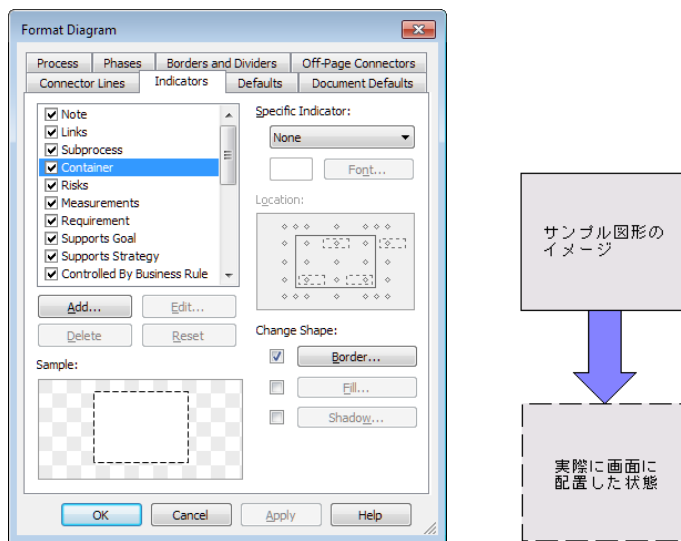 Format Diagram
Process
Phases
Borders and Dividers
Off-Page Connectors
Connector Lines
Indicators
Defaults
Document Defaults
Note
Links
Subprocess
Container
Risks
Measurements
Requirement
Supports Goal
Supports Strategy
Controlled By Business Rule
Add...
Edit...
Delete
Reset
Sample:
Specific Indicator:
None
Font...
Location:
Change Shape:
Border...
Fill...
Shadow...
OK
Cancel
Apply
Help
サンプル図形の
イメージ
実際に画面に
配置した状態